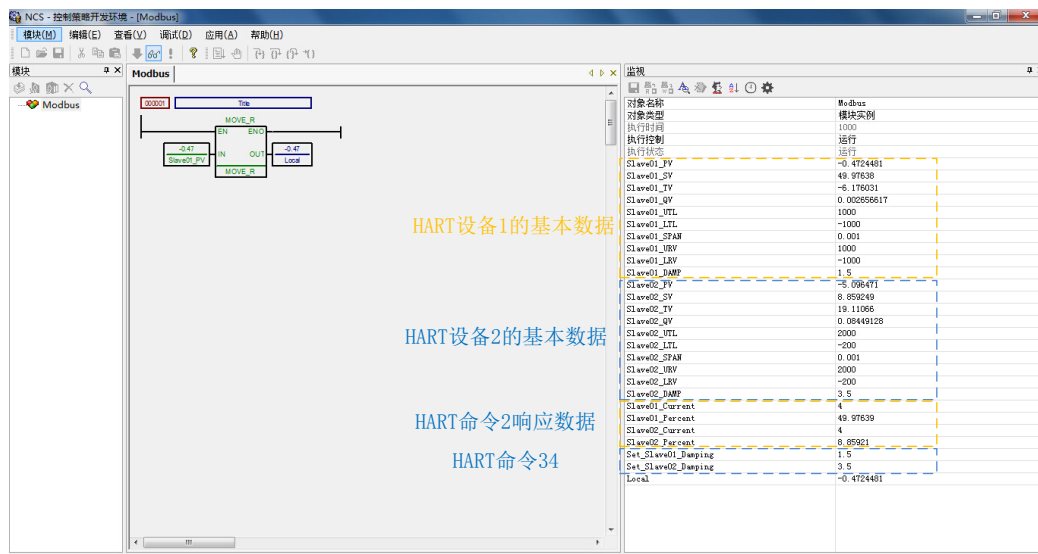 NCS - 控制策略开发环境 - [Modbus]
模块(M) 编辑(E) 查看(V) 调试(D) 应用(A) 帮助(H)
模块
Modbus
Modbus
000001
Title
MOVE_R
EN ENO
-0.47
Slave01_PV
IN OUT
-0.47
Local
MOVE_R
HART设备1的基本数据
HART设备2的基本数据
HART命令2响应数据
HART命令34
监视
对象名称 Modbus
对象类型 模块实例
执行时间 1000
执行控制 运行
执行状态 运行
Slave01_PV -0.4724481
Slave01_SV 49.97638
Slave01_TV -6.176031
Slave01_QV 0.002656617
Slave01_UTL 1000
Slave01_LTL -1000
Slave01_SPAN 0.001
Slave01_URV 1000
Slave01_LRV -1000
Slave01_DAMP 1.5
Slave02_PV -5.096471
Slave02_SV 8.859249
Slave02_TV 19.11066
Slave02_QV 0.08449128
Slave02_UTL 2000
Slave02_LTL -200
Slave02_SPAN 0.001
Slave02_URV 2000
Slave02_LRV -200
Slave02_DAMP 3.5
Slave01_Current 4
Slave01_Percent 49.97639
Slave02_Current 4
Slave02_Percent 8.85921
Set_Slave01_Damping 1.5
Set_Slave02_Damping 3.5
Local -0.4724481